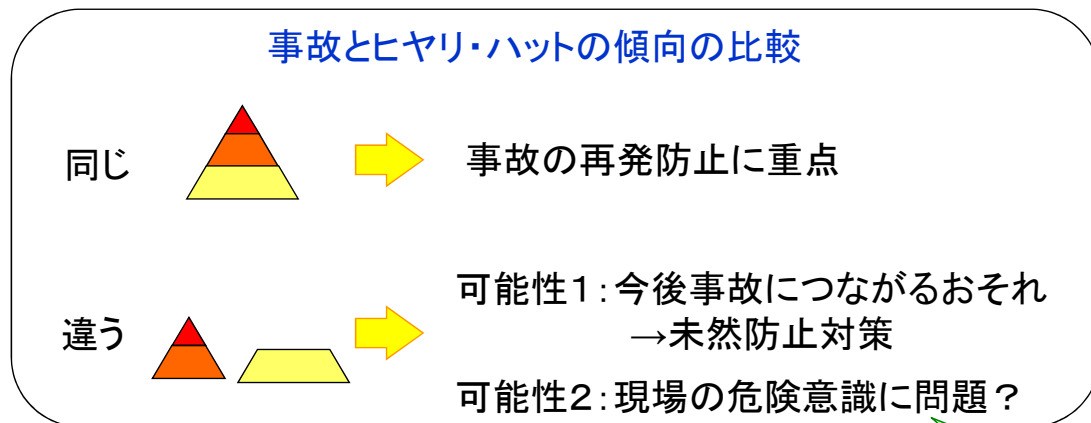 事故とヒヤリ・ハットの傾向の比較
同じ
事故の再発防止に重点
違う
可能性1：今後事故につながるおそれ
→未然防止対策
可能性2：現場の危険意識に問題？